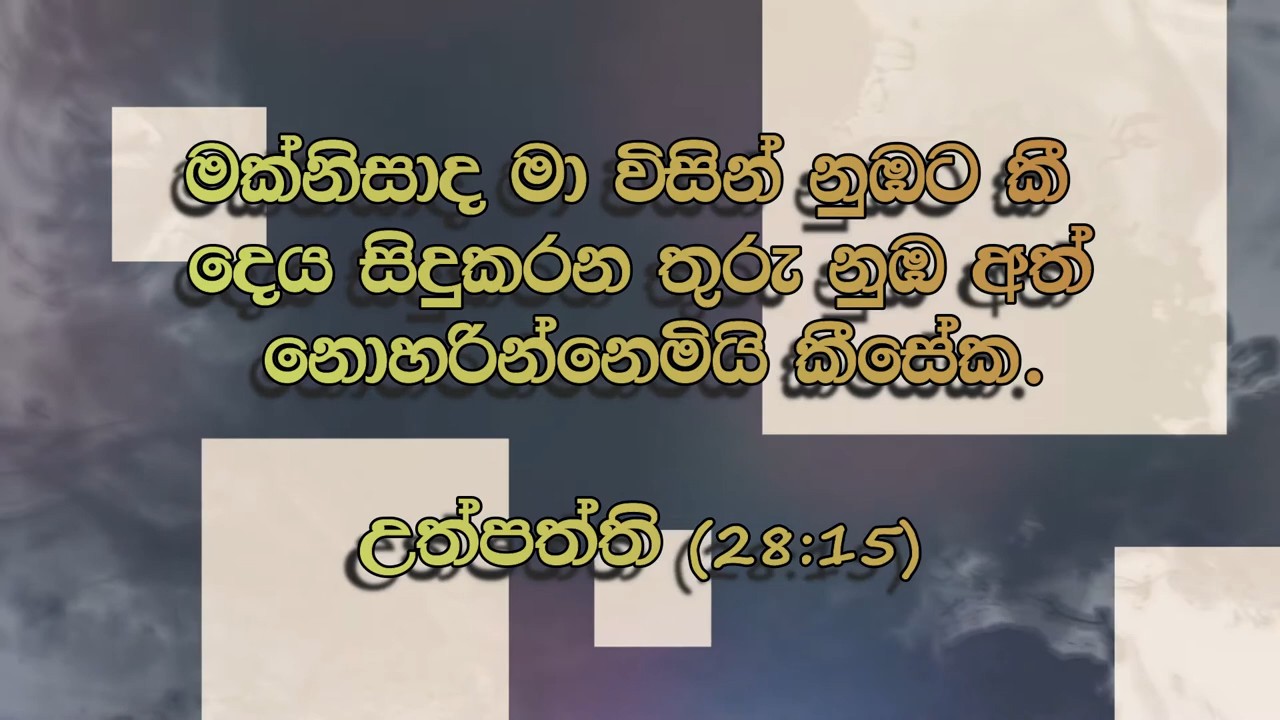 මක්නිසාද මා විසින් නුඹට කී
දෙය සිදුකරන තුරු නුඹ අත්
නොහරින්නෙමියි කීසේක.
උත්පත්ති (28:15)